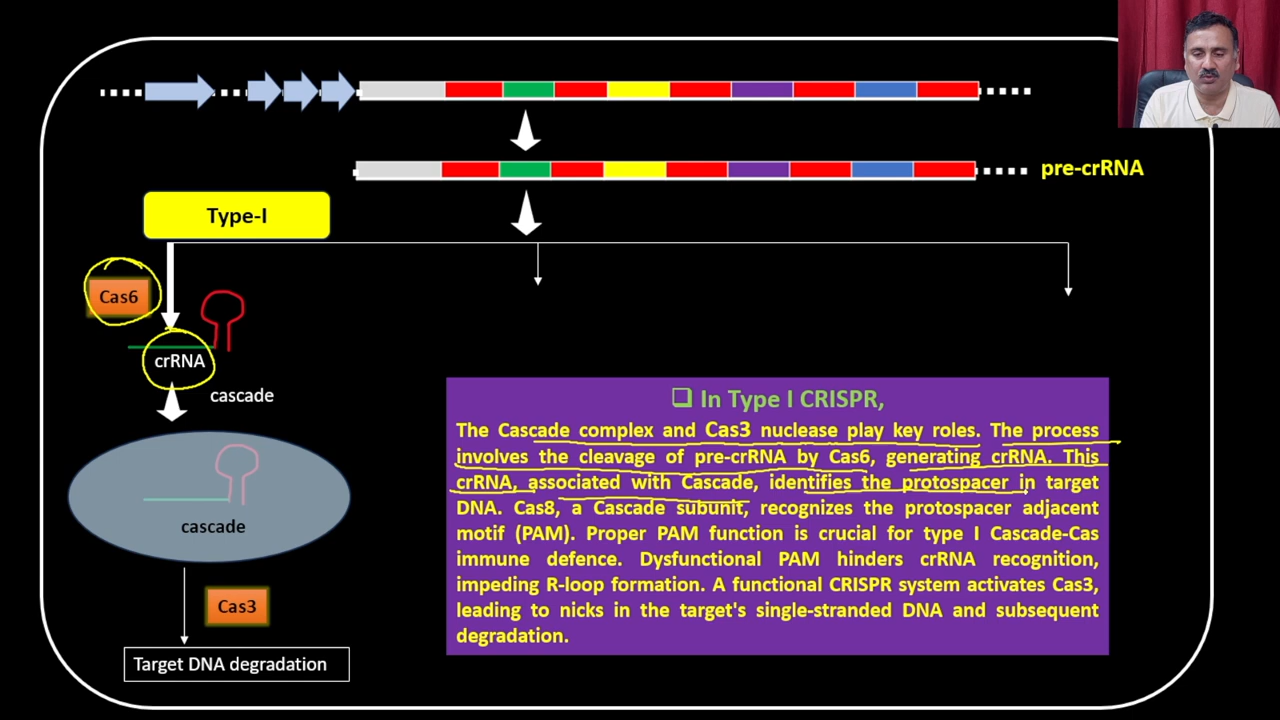 pre-crRNA
Type-I
Cas6
crRNA
cascade
cascade
Cas3
Target DNA degradation
In Type I CRISPR,
The Cascade complex and Cas3 nuclease play key roles. The process
involves the cleavage of pre-crRNA by Cas6, generating crRNA. This
crRNA, associated with Cascade, identifies the protospacer in target
DNA. Cas8, a Cascade subunit, recognizes the protospacer adjacent
motif (PAM). Proper PAM function is crucial for type I Cascade-Cas
immune defence. Dysfunctional PAM hinders crRNA recognition,
impeding R-loop formation. A functional CRISPR system activates Cas3,
leading to nicks in the target's single-stranded DNA and subsequent
degradation.